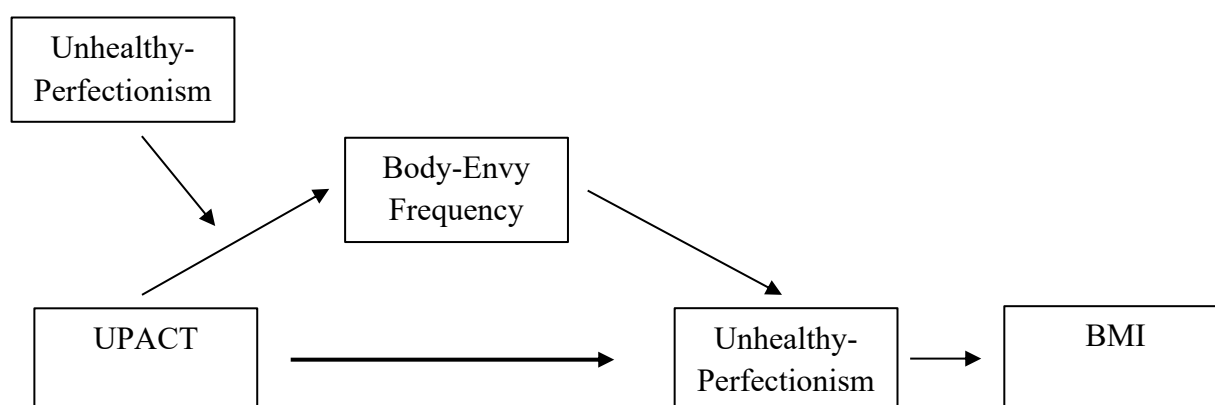 Unhealthy-
Perfectionism
Body-Envy
Frequency
UPACT
Unhealthy-
Perfectionism
BMI